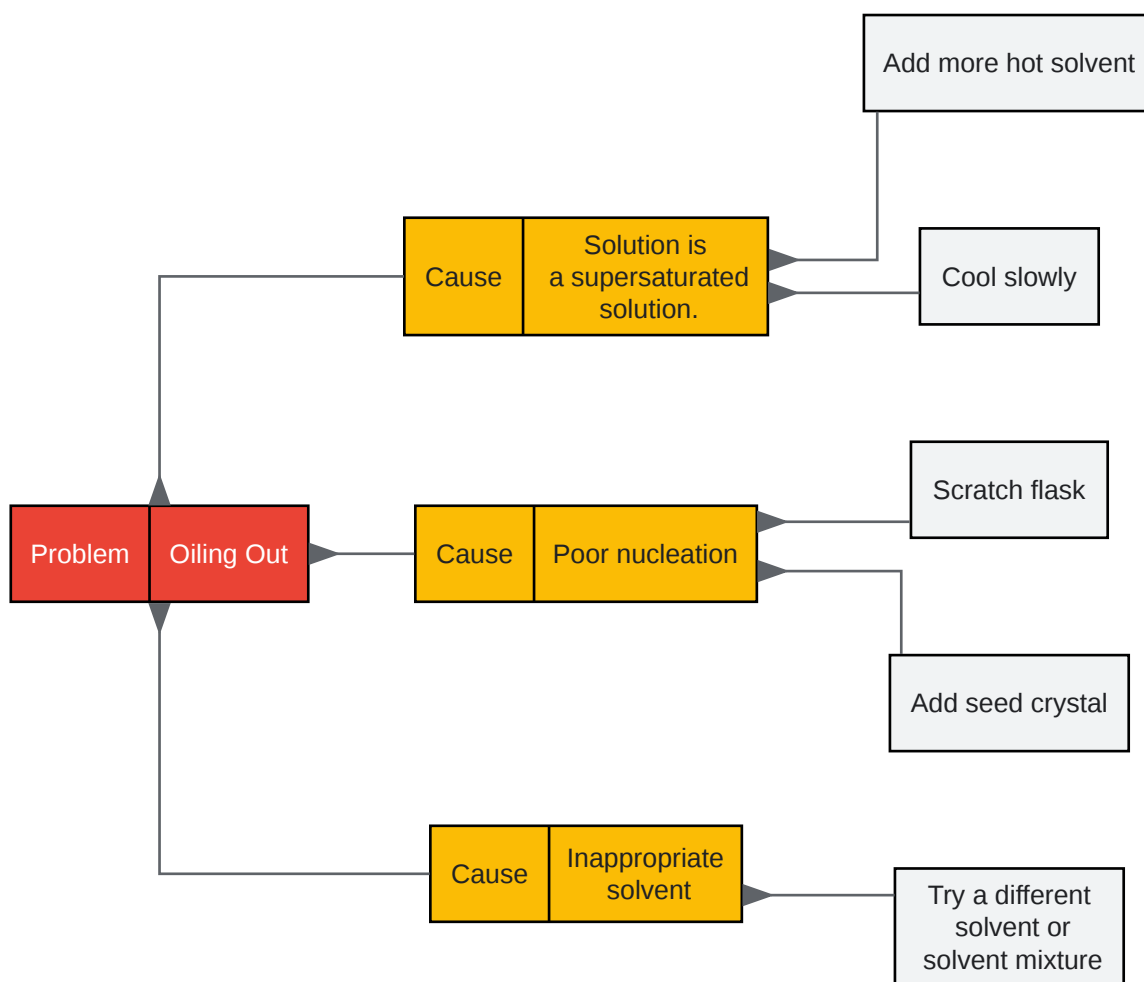 Add more hot solvent
Cause
Solution is
a supersaturated
solution.
Cool slowly
Problem
Oiling Out
Cause
Poor nucleation
Scratch flask
Add seed crystal
Cause
Inappropriate
solvent
Try a different
solvent or
solvent mixture